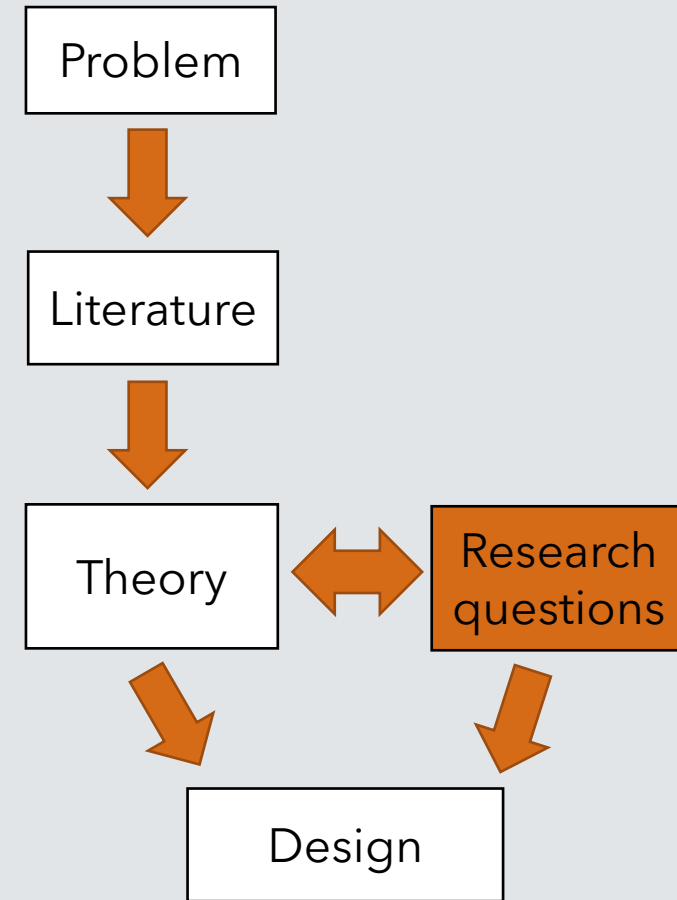 Problem
Literature
Theory
Research
questions
Design